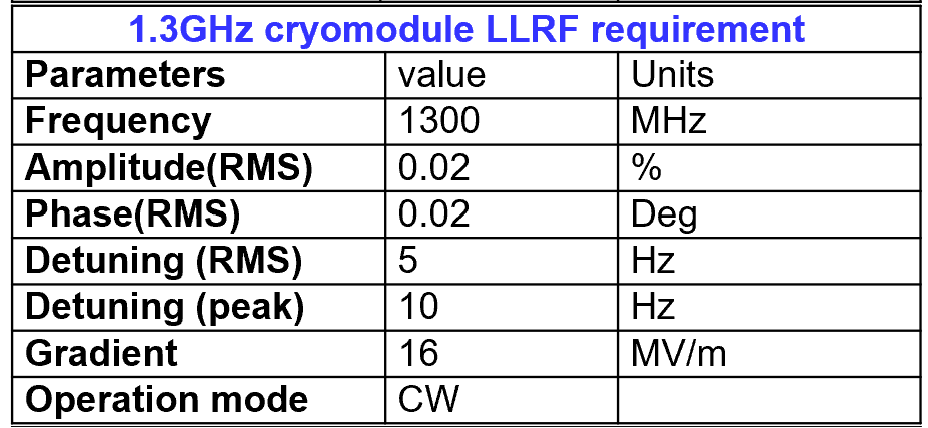 1.3GHz cryomodule LLRF requirement
Parameters value Units
Frequency 1300 MHz
Amplitude(RMS) 0.02 %
Phase(RMS) 0.02 Deg
Detuning (RMS) 5 Hz
Detuning (peak) 10 Hz
Gradient 16 MV/m
Operation mode CW